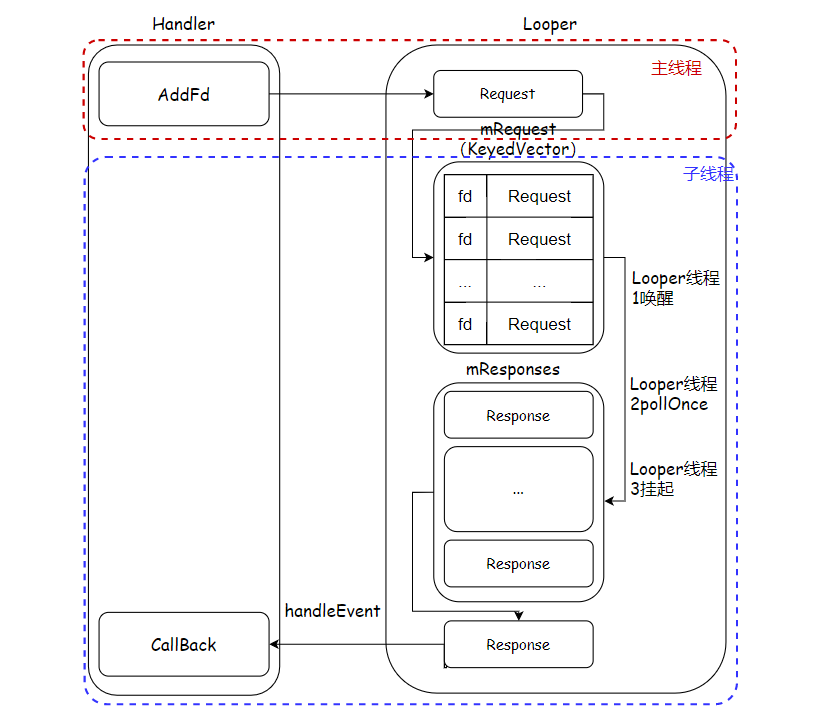 Handler
Looper
主线程
AddFd
Request
mRequest
(KeyedVector)
子线程
fd
Request
fd
Request
...
...
fd
Request
Looper线程
1唤醒
mResponses
Looper线程
2pollOnce
Response
Looper线程
3挂起
...
Response
handleEvent
CallBack
Response